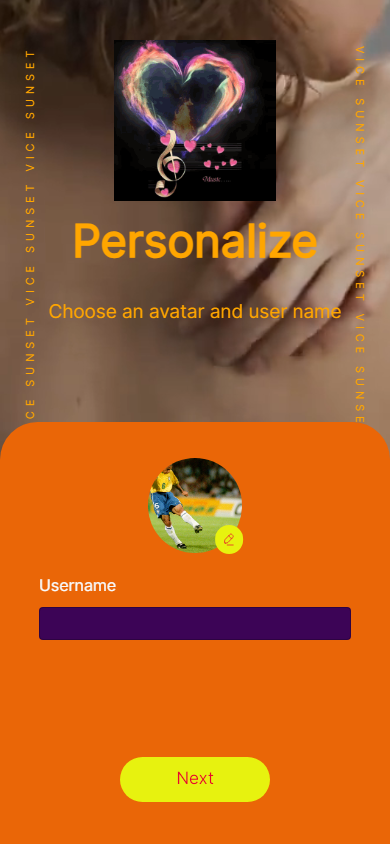 VICE SUNSET VICE SUNSET VICE SUNSE
CE SUNSET VICE SUNSET VICE SUNSET
Music
Personalize
Choose an avatar and user name
6
Username
Next